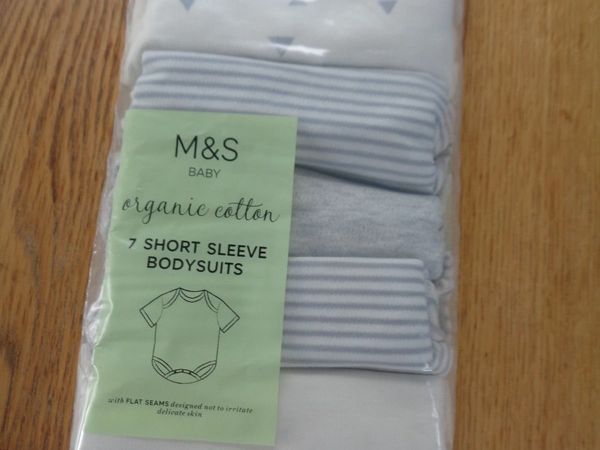 M&S
BABY
organic cotton
7 SHORT SLEEVE
BODYSUITS
with FLAT SEAMS designed not to irritate
delicate skin